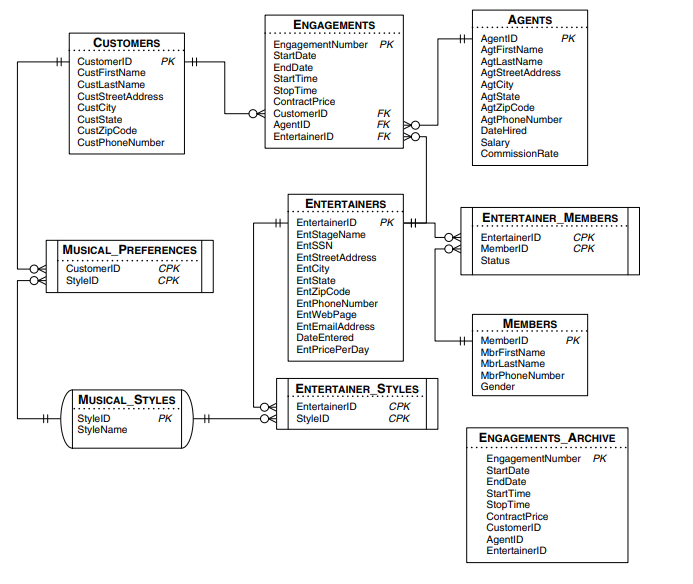 CUSTOMERS
CustomerID PK
CustFirstName
CustLastName
CustStreetAddress
CustCity
CustState
CustZipCode
CustPhoneNumber
ENGAGEMENTS
EngagementNumber PK
StartDate
EndDate
StartTime
StopTime
ContractPrice
CustomerID FK
AgentID FK
EntertainerID FK
AGENTS
AgentID PK
AgtFirstName
AgtLastName
AgtStreetAddress
AgtCity
AgtState
AgtZipCode
AgtPhoneNumber
DateHired
Salary
CommissionRate
MUSICAL_PREFERENCES
CustomerID CPK
StyleID CPK
ENTERTAINERS
EntertainerID PK
EntStageName
EntSSN
EntStreetAddress
EntCity
EntState
EntZipCode
EntPhoneNumber
EntWebPage
EntEmailAddress
DateEntered
EntPricePerDay
ENTERTAINER_MEMBERS
EntertainerID CPK
MemberID CPK
Status
MEMBERS
MemberID PK
MbrFirstName
MbrLastName
MbrPhoneNumber
Gender
MUSICAL_STYLES
StyleID PK
StyleName
ENTERTAINER_STYLES
EntertainerID CPK
StyleID CPK
ENGAGEMENTS_ARCHIVE
EngagementNumber PK
StartDate
EndDate
StartTime
StopTime
ContractPrice
CustomerID
AgentID
EntertainerID